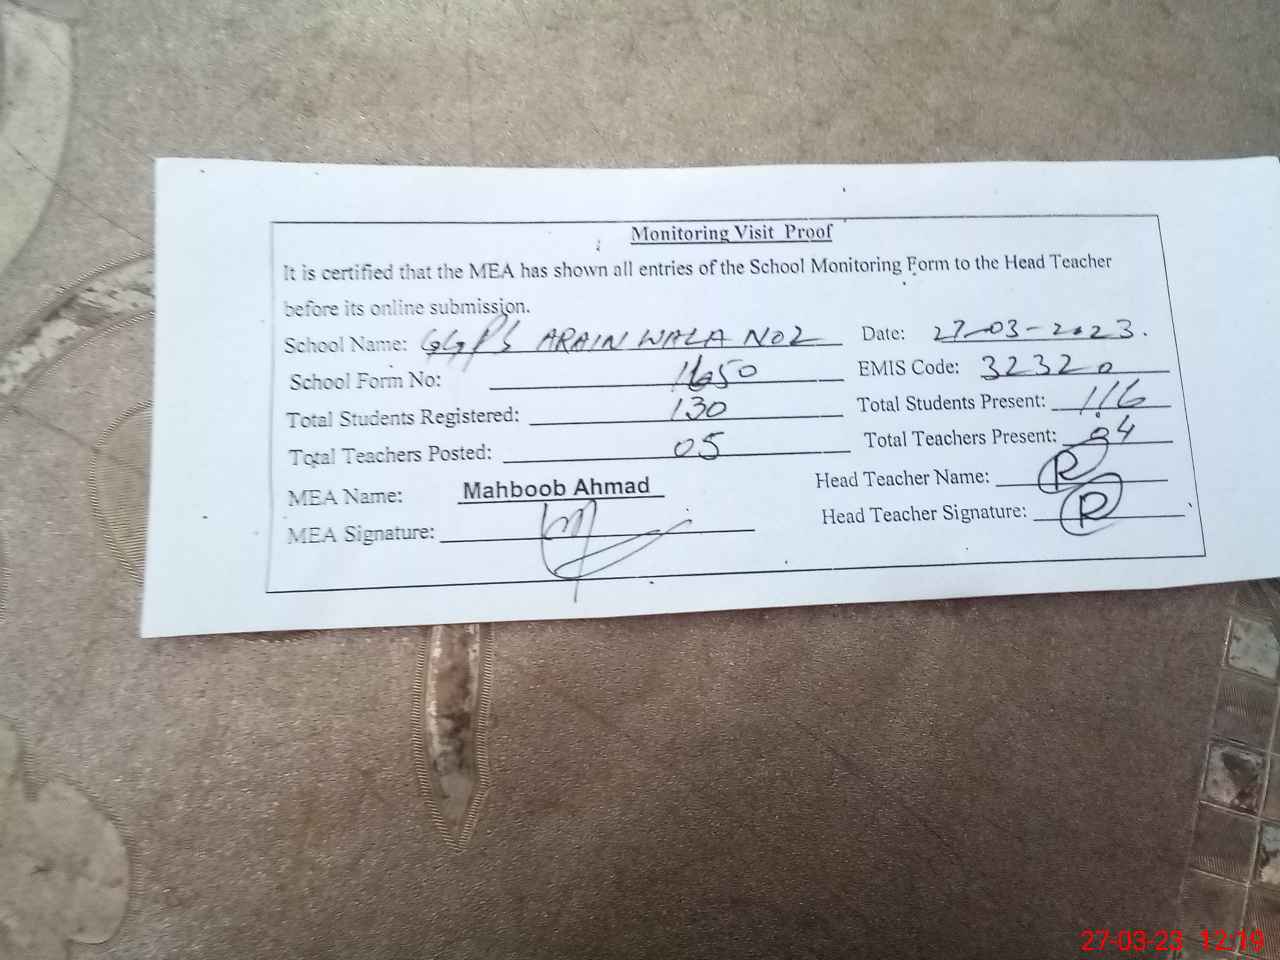 Monitoring Visit Proof
It is certified that the MEA has shown all entries of the School Monitoring Form to the Head Teacher
before its online submission.
School Name: GGPS ARAIN WALA NO2 Date: 27-03-2023.
School Form No: 11650 EMIS Code: 32320
Total Students Registered: 130 Total Students Present: 116
Total Teachers Posted: 05 Total Teachers Present: 04
MEA Name: Mahboob Ahmad Head Teacher Name: R
MEA Signature: Head Teacher Signature: R
27-03-23 12:19